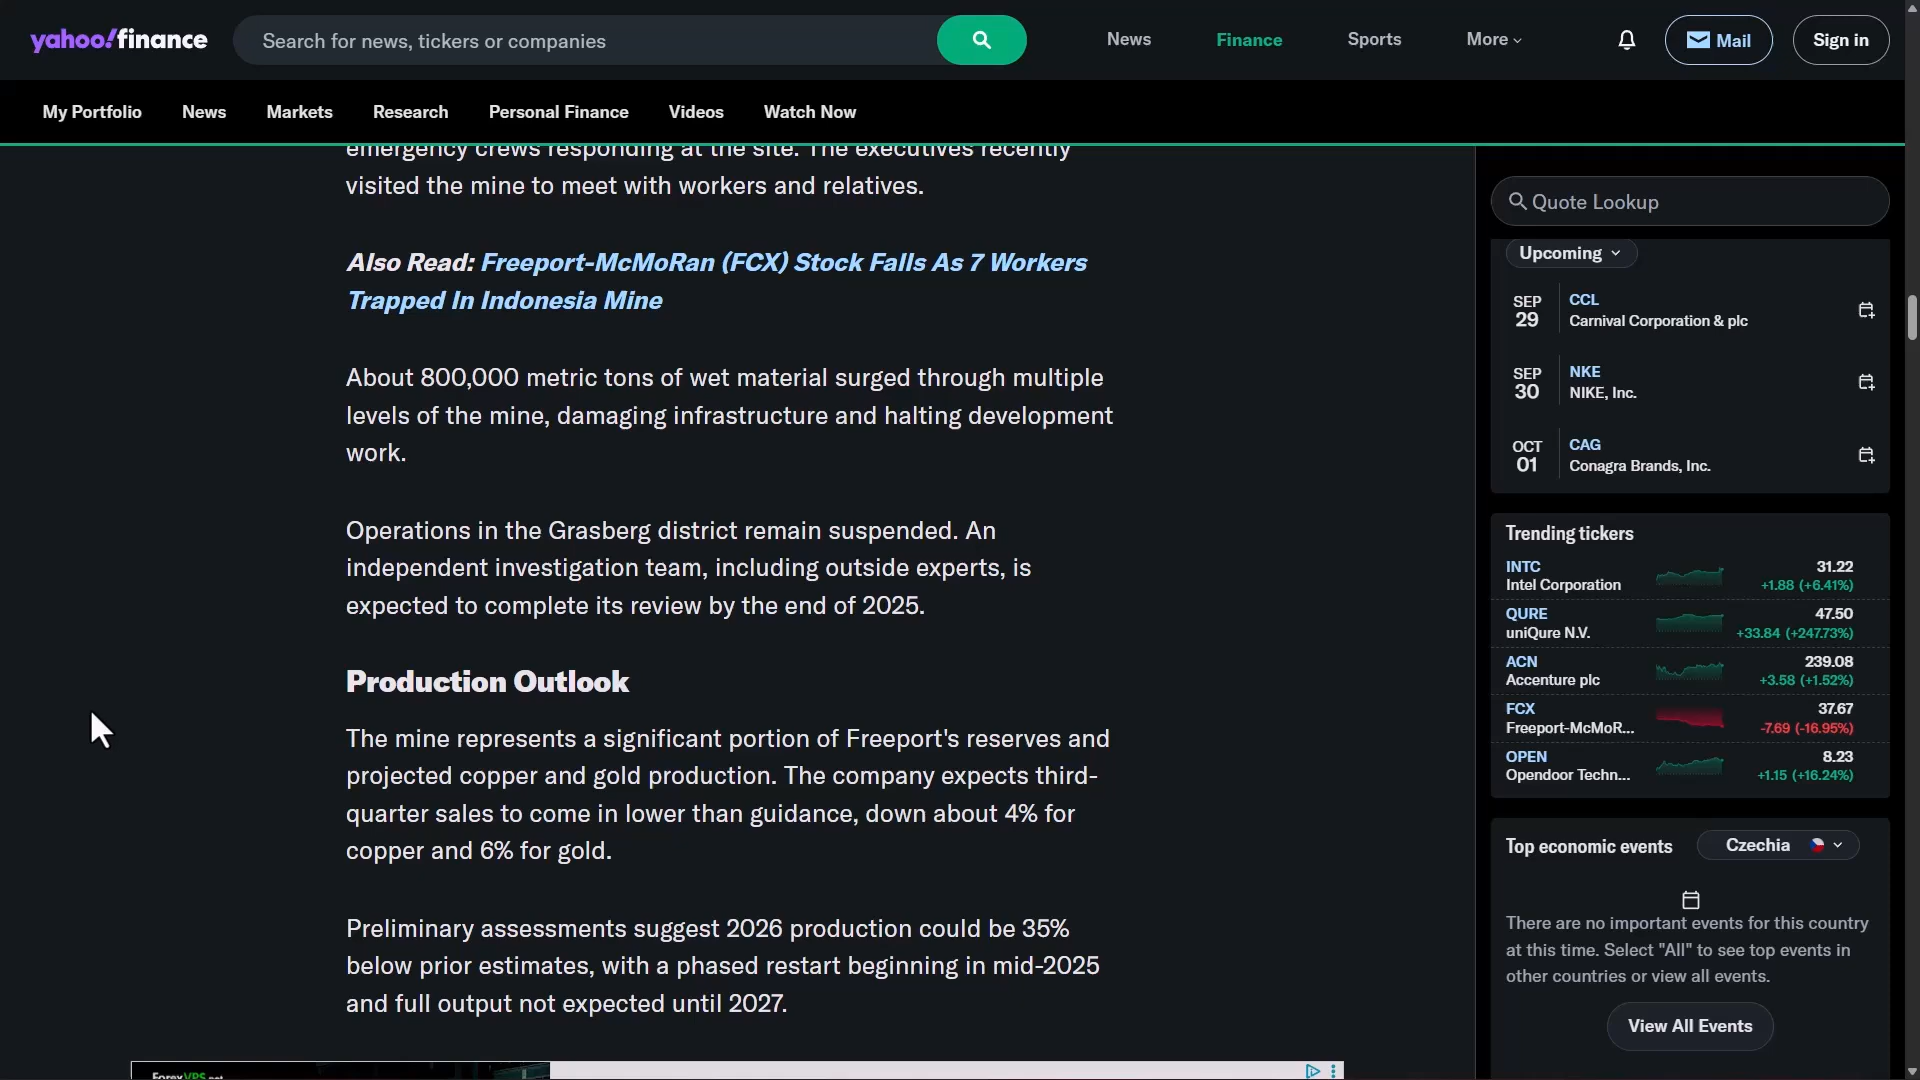 yahoo!finance
Search for news, tickers or companies
News
Finance
Sports
More
Mail
Sign in
My Portfolio
News
Markets
Research
Personal Finance
Videos
Watch Now
emergency crews responding at the site. The executives recently
visited the mine to meet with workers and relatives.
Also Read: Freeport-McMoRan (FCX) Stock Falls As 7 Workers
Trapped In Indonesia Mine
About 800,000 metric tons of wet material surged through multiple
levels of the mine, damaging infrastructure and halting development
work.
Operations in the Grasberg district remain suspended. An
independent investigation team, including outside experts, is
expected to complete its review by the end of 2025.
Production Outlook
The mine represents a significant portion of Freeport's reserves and
projected copper and gold production. The company expects third-
quarter sales to come in lower than guidance, down about 4% for
copper and 6% for gold.
Preliminary assessments suggest 2026 production could be 35%
below prior estimates, with a phased restart beginning in mid-2025
and full output not expected until 2027.
ForexVPS.net
Quote Lookup
Upcoming
SEP 29
CCL
Carnival Corporation & plc
SEP 30
NKE
NIKE, Inc.
OCT 01
CAG
Conagra Brands, Inc.
Trending tickers
INTC 31.22
Intel Corporation +1.88 (+6.41%)
QURE 47.50
uniQure N.V. +33.84 (+247.73%)
ACN 239.08
Accenture plc +3.58 (+1.52%)
FCX 37.67
Freeport-McMoR... -7.69 (-16.95%)
OPEN 8.23
Opendoor Techn... +1.15 (+16.24%)
Top economic events
Czechia
There are no important events for this country
at this time. Select "All" to see top events in
other countries or view all events.
View All Events